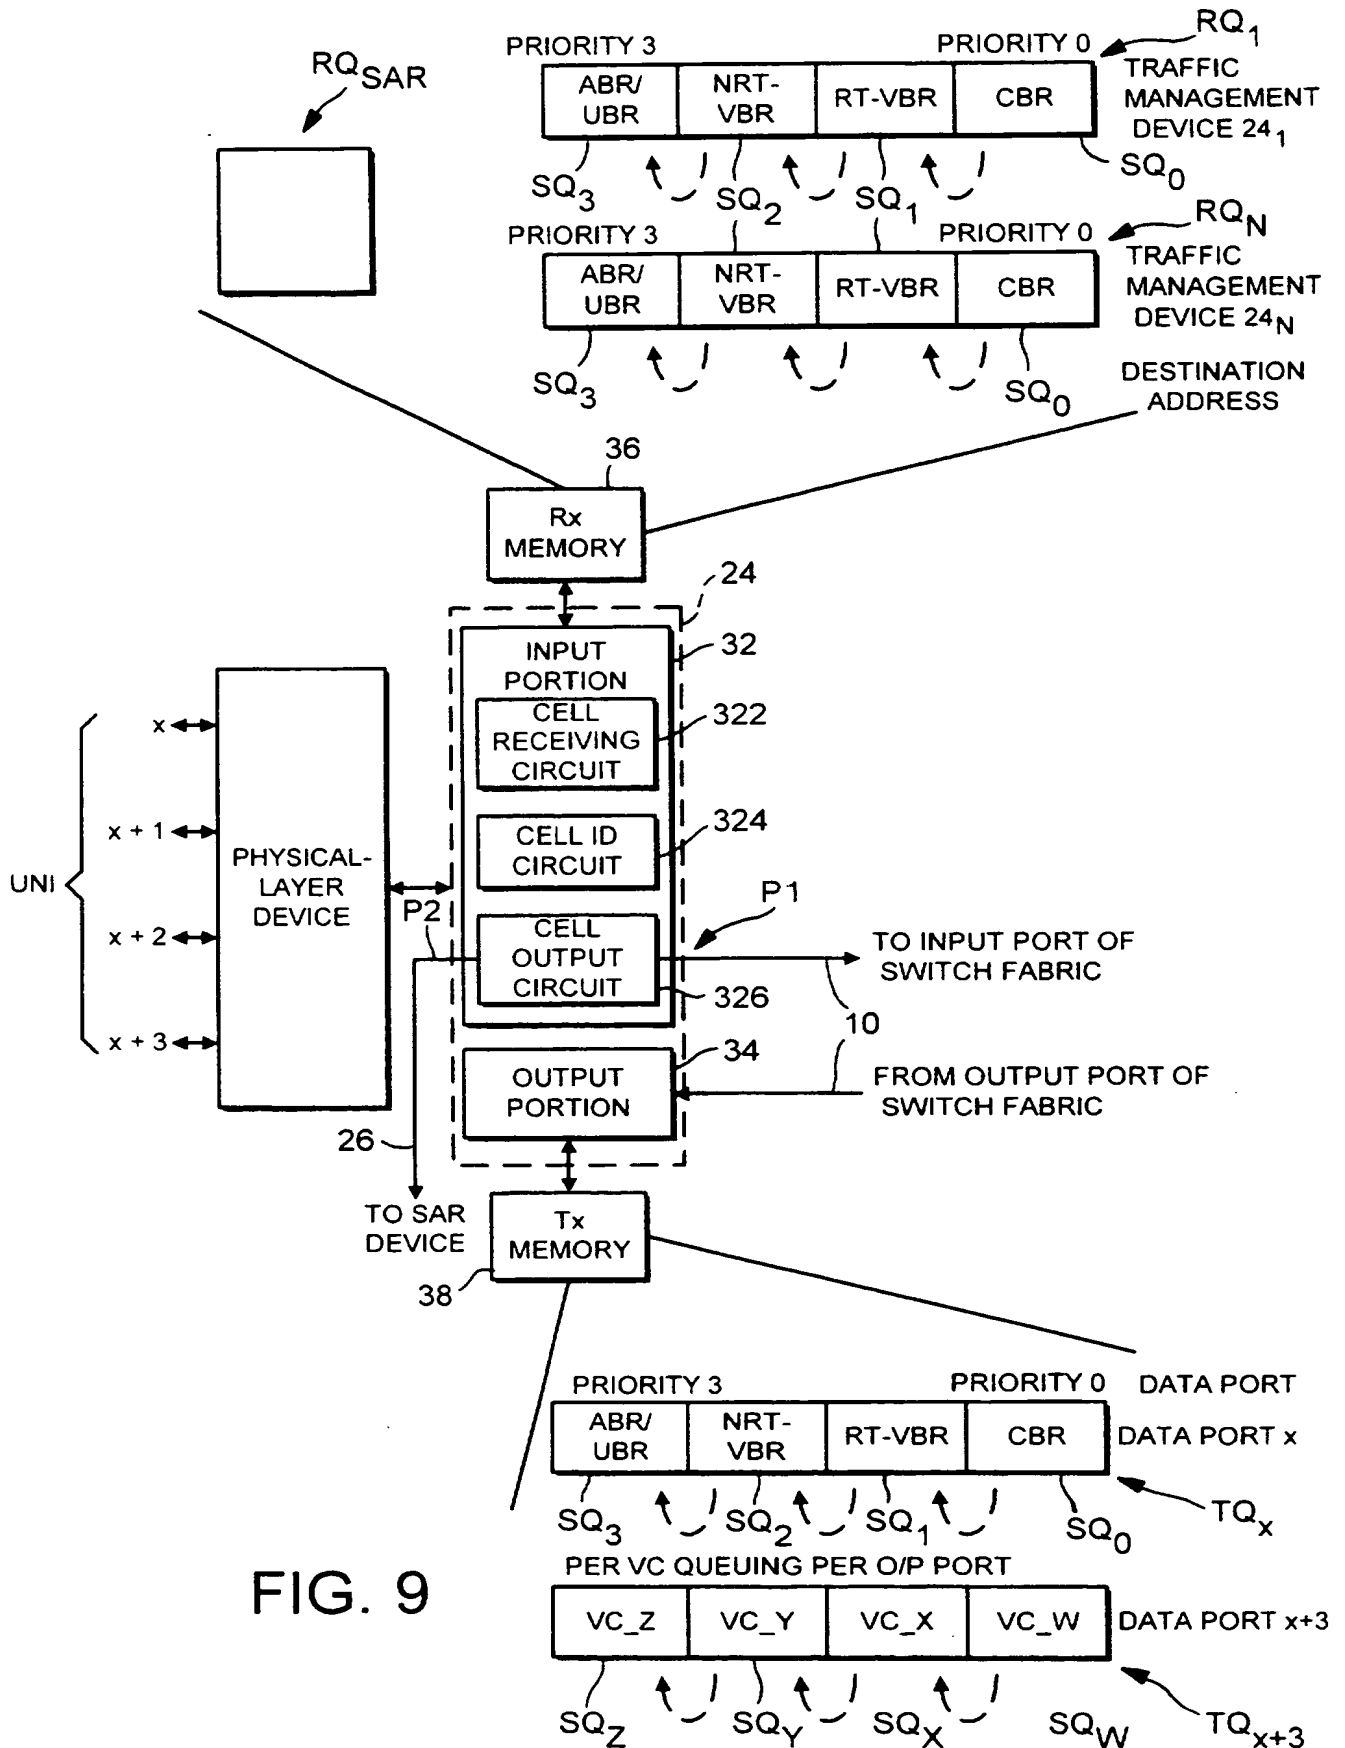 RQSAR
PRIORITY 3 PRIORITY 0 RQ1
ABR/ UBR NRT- VBR RT-VBR CBR
TRAFFIC
MANAGEMENT
DEVICE 241
SQ3 SQ2 SQ1 SQ0
PRIORITY 3 PRIORITY 0 RQN
ABR/ UBR NRT- VBR RT-VBR CBR
TRAFFIC
MANAGEMENT
DEVICE 24N
SQ3 SQ0
DESTINATION
ADDRESS
36
Rx
MEMORY
24
32
INPUT
PORTION
CELL
RECEIVING
CIRCUIT
322
CELL ID
CIRCUIT
324
CELL
OUTPUT
CIRCUIT
326
P1
P2
UNI
x
x + 1
x + 2
x + 3
PHYSICAL-
LAYER
DEVICE
TO INPUT PORT OF
SWITCH FABRIC
10
34
OUTPUT
PORTION
FROM OUTPUT PORT OF
SWITCH FABRIC
26
TO SAR
DEVICE
Tx
MEMORY
38
PRIORITY 3 PRIORITY 0 DATA PORT
ABR/ UBR NRT- VBR RT-VBR CBR DATA PORT x
SQ3 SQ2 SQ1 SQ0 TQx
PER VC QUEUING PER O/P PORT
VC_Z VC_Y VC_X VC_W DATA PORT x+3
SQZ SQY SQX SQW TQx+3
FIG. 9